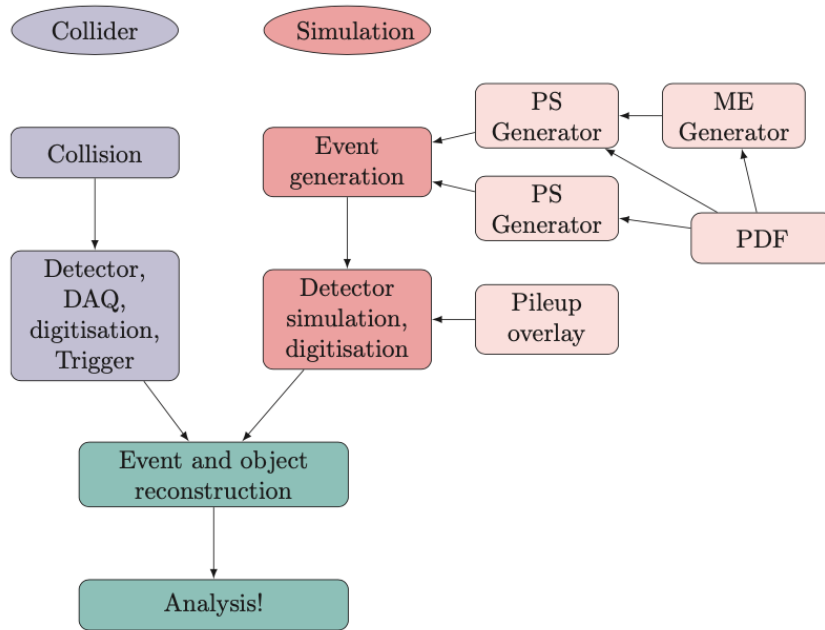 Collider
Simulation
PS
Generator
ME
Generator
Collision
Event
generation
PS
Generator
PDF
Detector,
DAQ,
digitisation,
Trigger
Detector
simulation,
digitisation
Pileup
overlay
Event and object
reconstruction
Analysis!